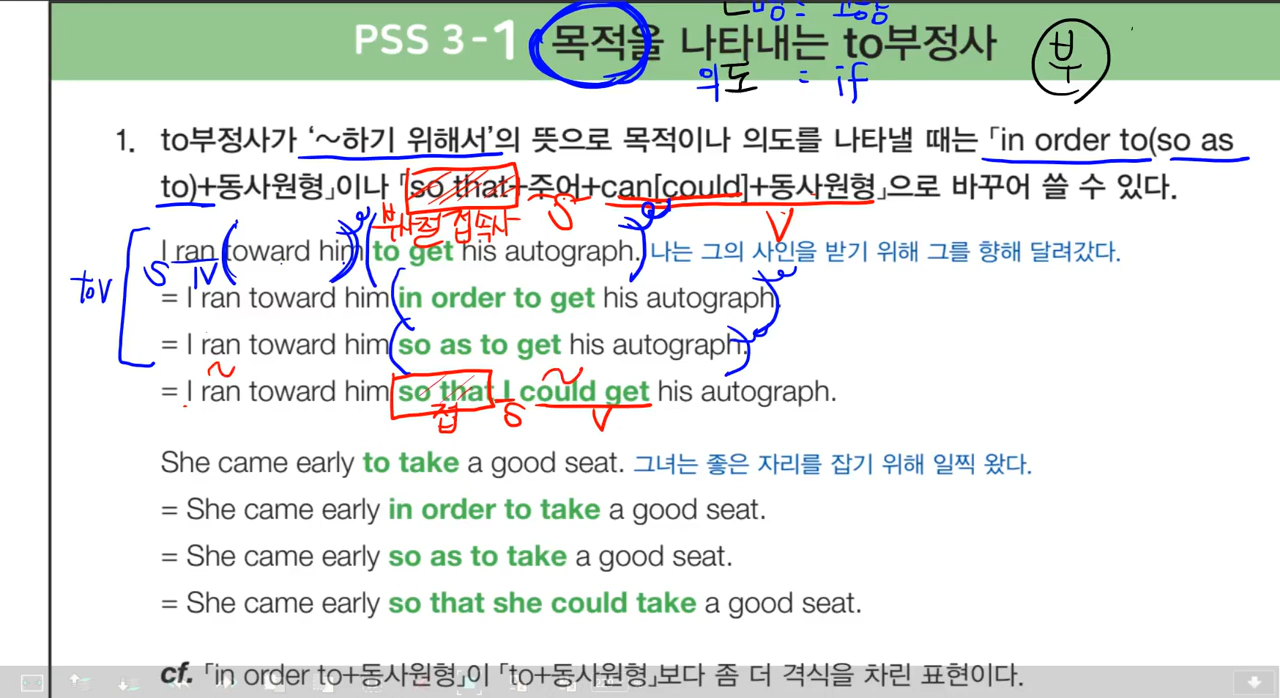 PSS 3-1 목적을 나타내는 to부정사
부
의도 = if
1. to부정사가 '~하기 위해서'의 뜻으로 목적이나 의도를 나타낼 때는 「in order to(so as
to)+동사원형」이나 「so that+주어+can[could]+동사원형」으로 바꾸어 쓸 수 있다.
부사절 접속사 S V
I ran toward him to get his autograph. 나는 그의 사인을 받기 위해 그를 향해 달려갔다.
S IV
toV
= I ran toward him in order to get his autograph.
= I ran toward him so as to get his autograph.
= I ran toward him so that I could get his autograph.
접 S V
She came early to take a good seat. 그녀는 좋은 자리를 잡기 위해 일찍 왔다.
= She came early in order to take a good seat.
= She came early so as to take a good seat.
= She came early so that she could take a good seat.
cf. 「in order to+동사원형」이 「to+동사원형」보다 좀 더 격식을 차린 표현이다.